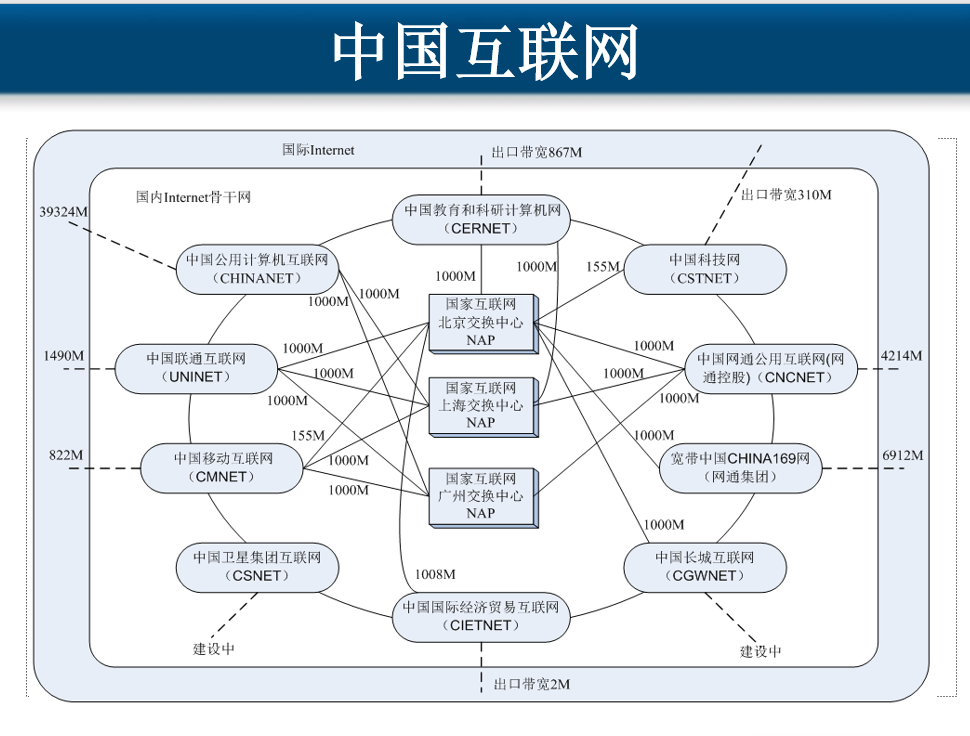 中国互联网
国际Internet
出口带宽867M
国内Internet骨干网
出口带宽310M
39324M
中国教育和科研计算机网
（CERNET）
中国公用计算机互联网
（CHINANET）
1000M
1000M
155M
中国科技网
（CSTNET）
1000M
1000M
国家互联网
北京交换中心
NAP
1490M
中国联通互联网
（UNINET）
1000M
1000M
1000M
1000M
1000M
1000M
中国网通公用互联网(网
通控股)（CNCNET）
4214M
国家互联网
上海交换中心
NAP
822M
中国移动互联网
（CMNET）
155M
1000M
1000M
1000M
宽带中国CHINA169网
（网通集团）
6912M
国家互联网
广州交换中心
NAP
1000M
中国卫星集团互联网
（CSNET）
中国长城互联网
（CGWNET）
1008M
中国国际经济贸易互联网
（CIETNET）
建设中
建设中
出口带宽2M